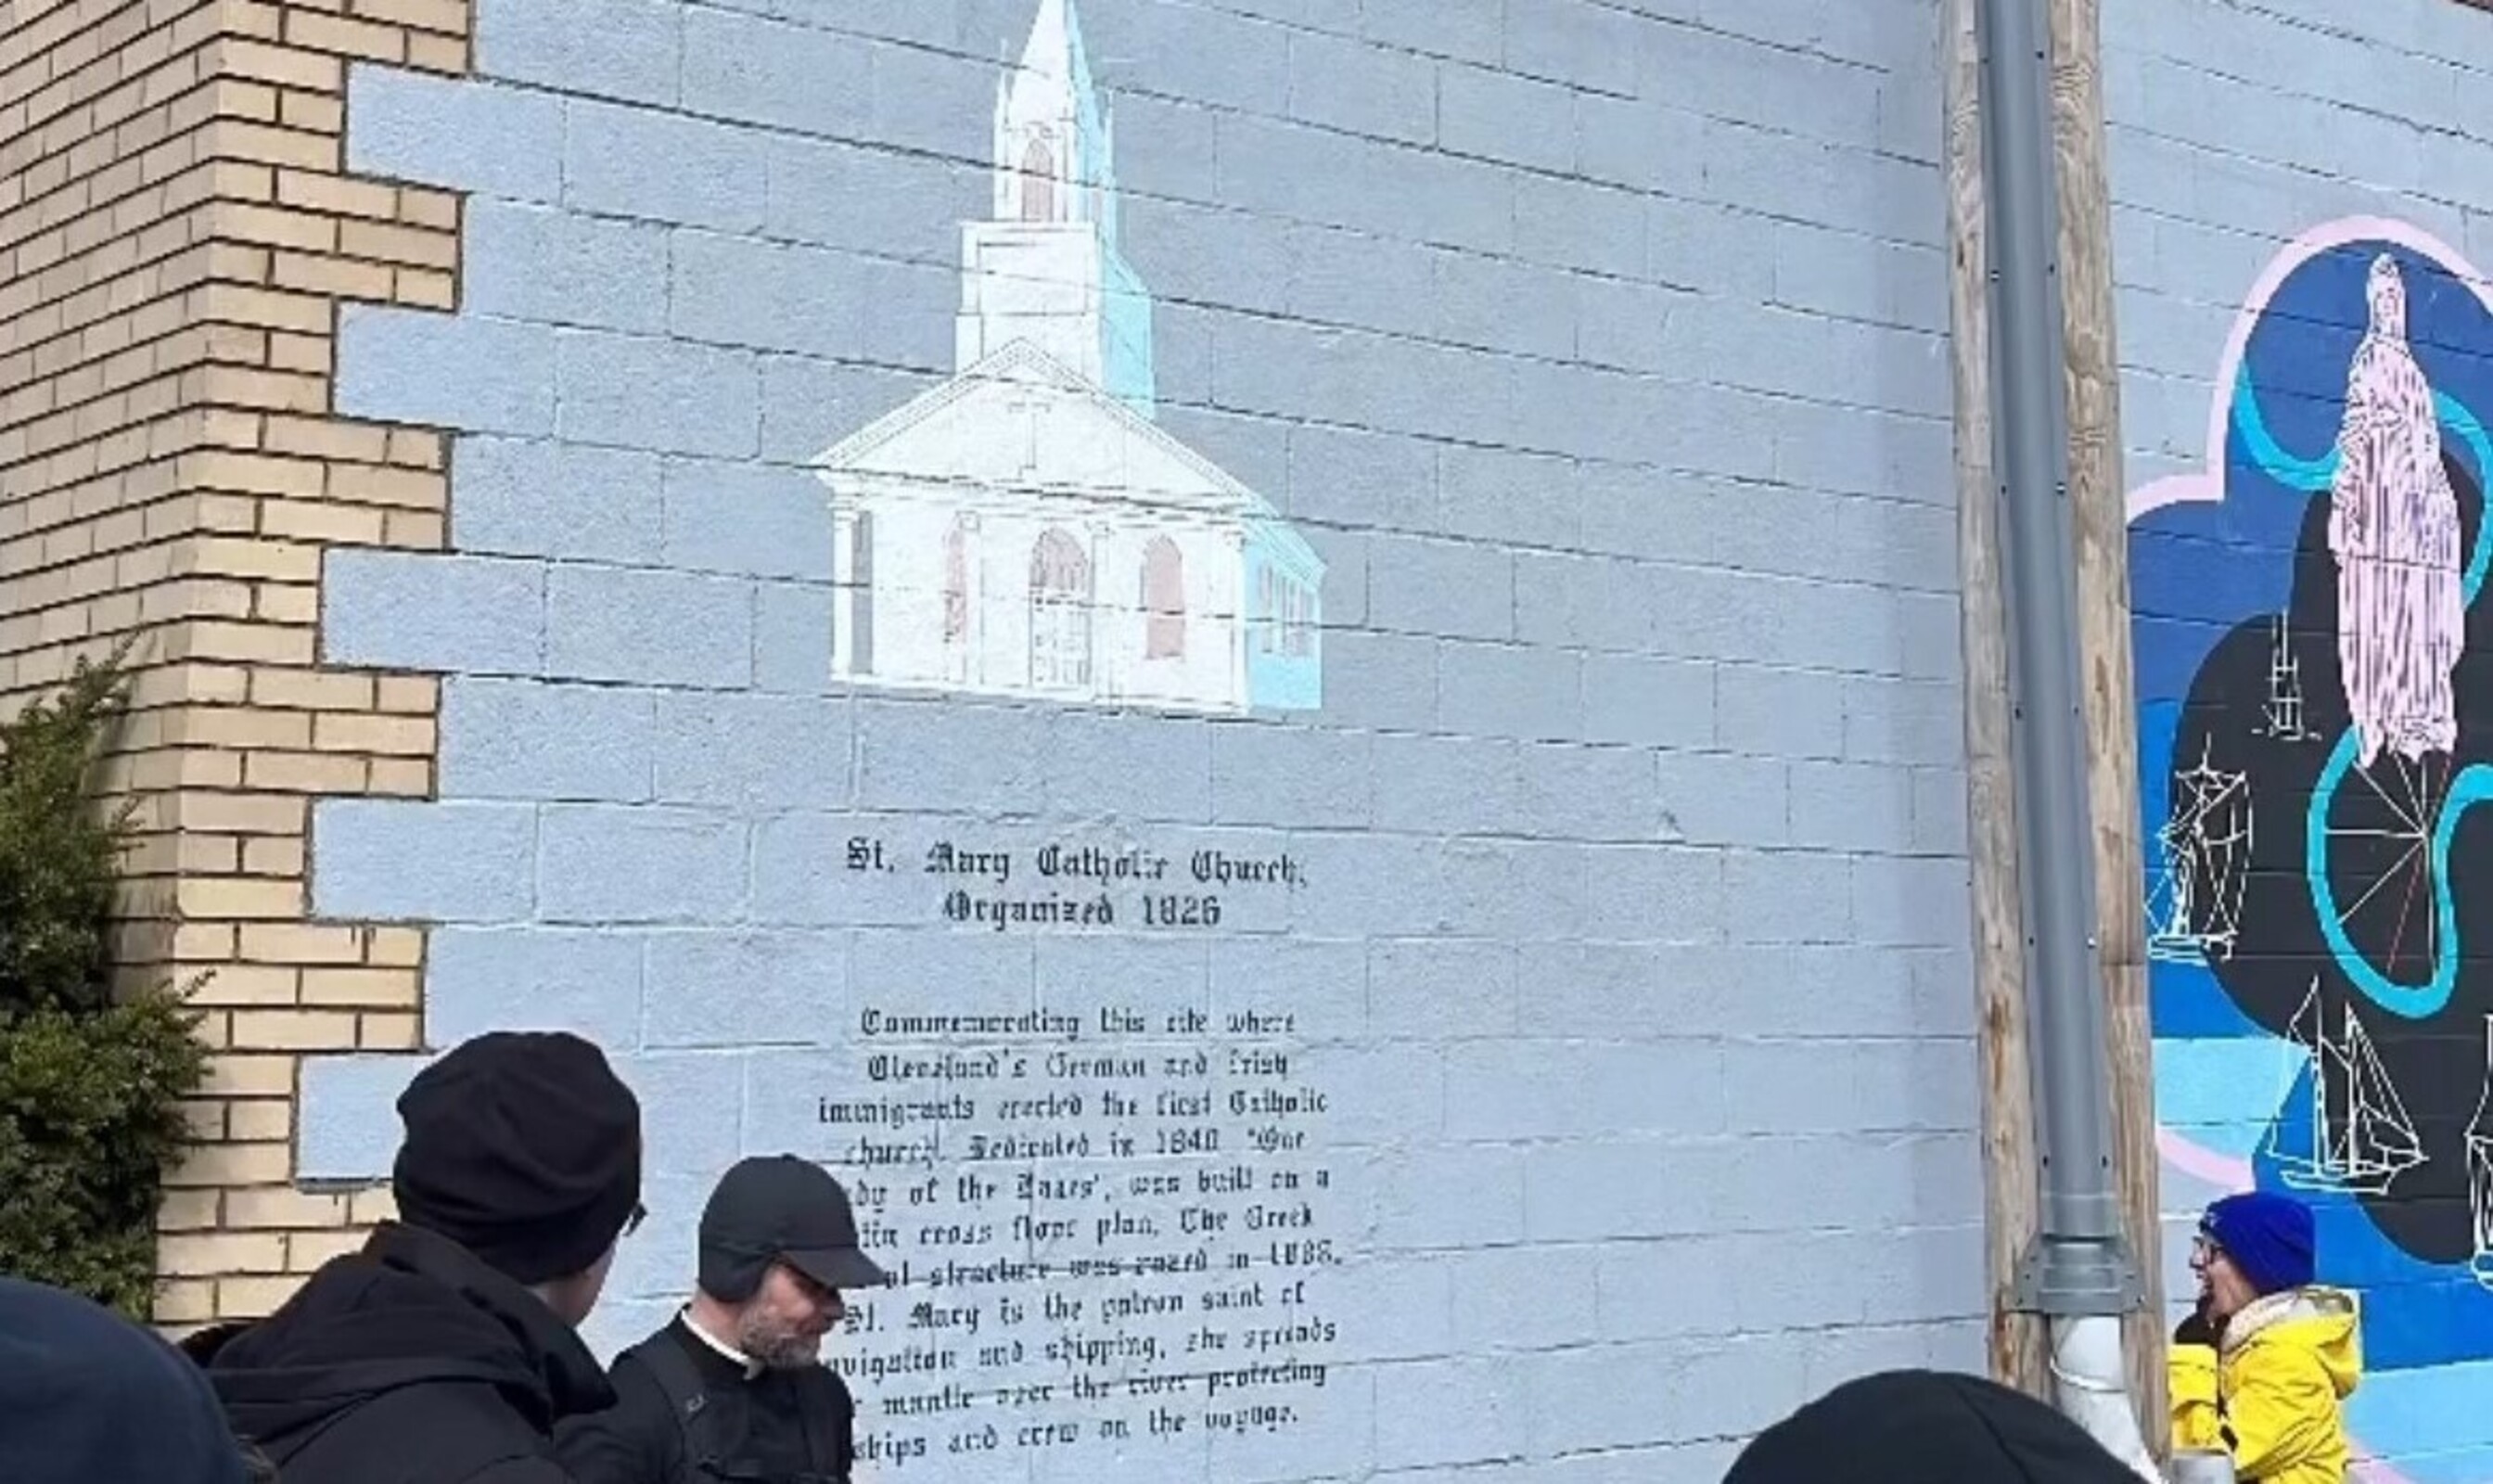 St. Mary Catholic Church,
Organized 1826
Commemorating this site where
Cleveland's German and Irish
immigrants erected the first Catholic
church. Dedicated in 1840 "Our
of the Lakes', was built on a
cross floor plan. The Greek
structure was razed in 1888.
St. Mary is the patron saint of
and shipping, she spreads
mantle over the river protecting
ships and crew on the voyage.